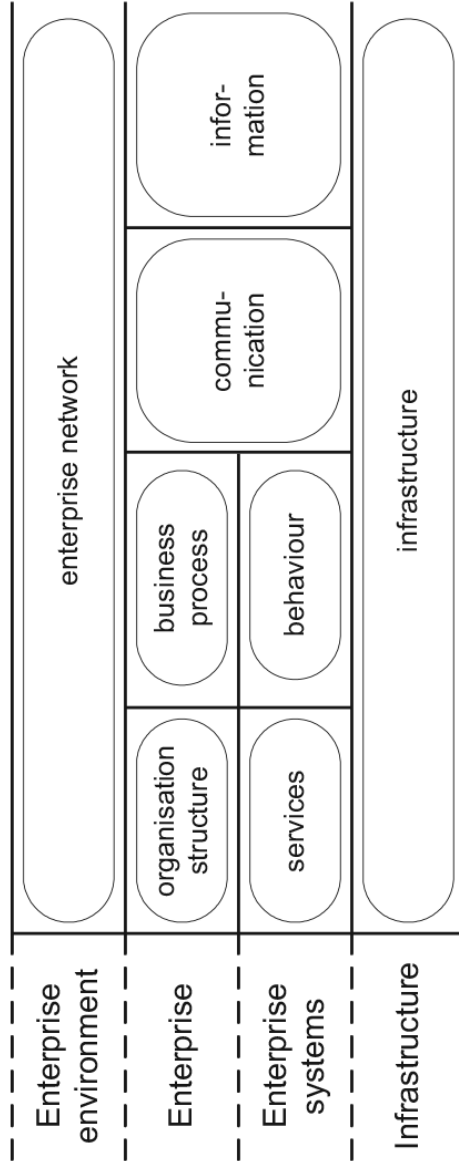 Enterprise
environment
enterprise network
Enterprise
organisation
structure
business
process
commu-
nication
infor-
mation
Enterprise
systems
services
behaviour
Infrastructure
infrastructure